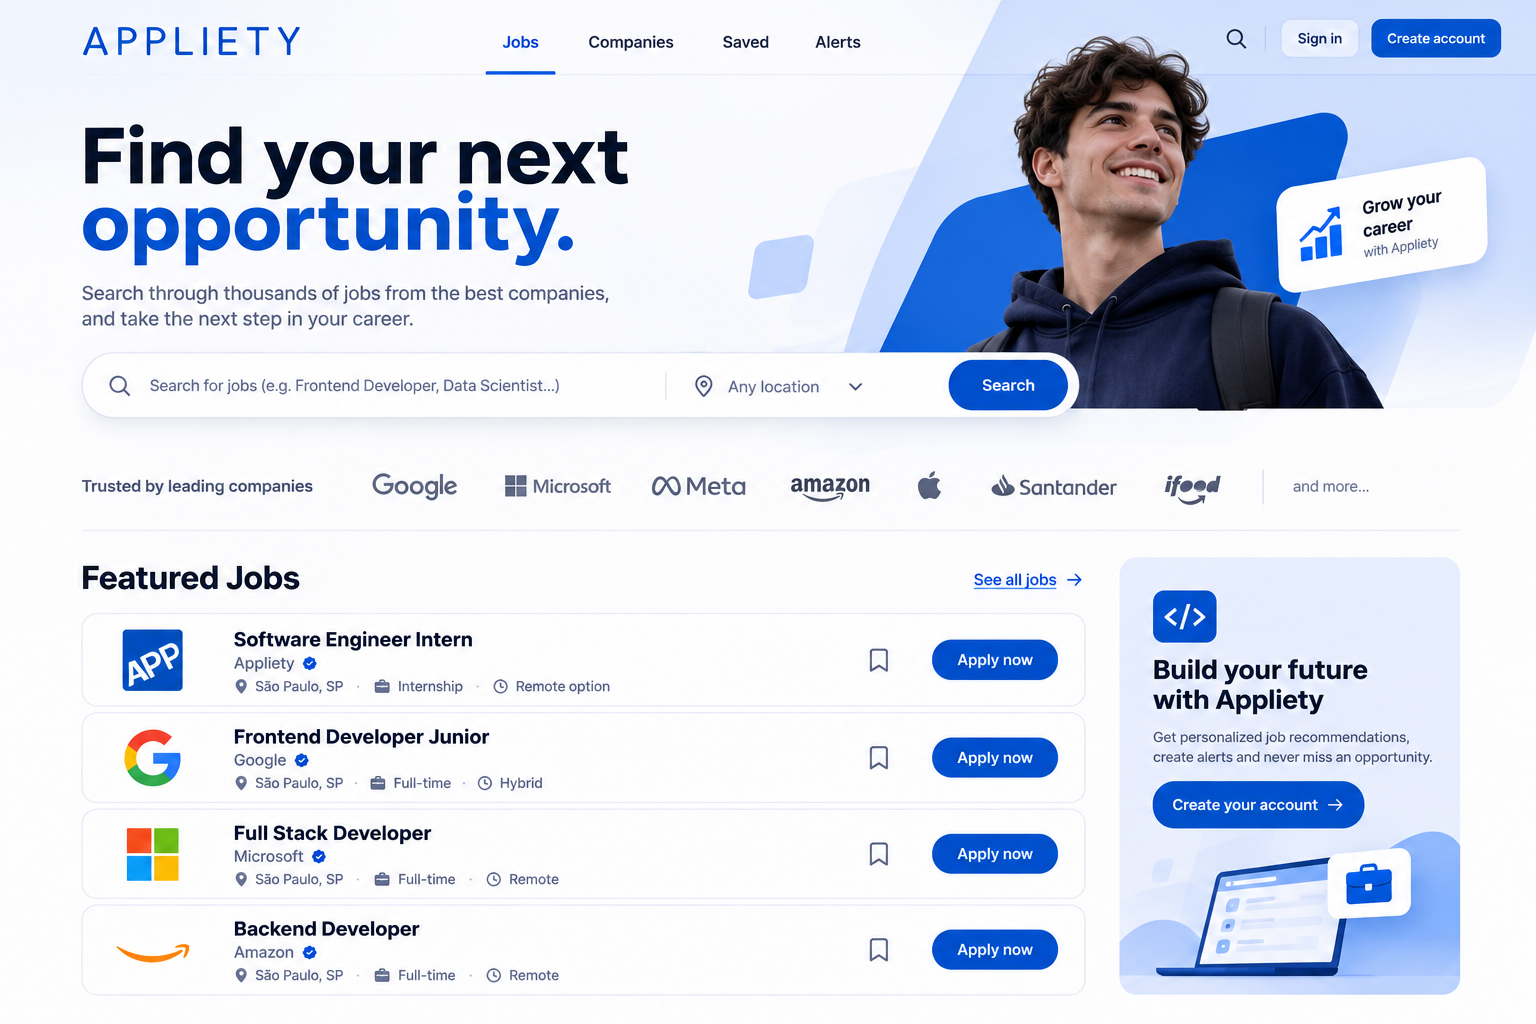 APPLIETY
Jobs
Companies
Saved
Alerts
Sign in
Create account
Find your next
opportunity.
Search through thousands of jobs from the best companies,
and take the next step in your career.
Grow your
career
with Appliety
Search for jobs (e.g. Frontend Developer, Data Scientist...)
Any location
Search
Trusted by leading companies
Google
Microsoft
Meta
amazon
Santander
ifood
and more...
Featured Jobs
See all jobs →
APP
Software Engineer Intern
Appliety
São Paulo, SP · Internship · Remote option
Apply now
G
Frontend Developer Junior
Google
São Paulo, SP · Full-time · Hybrid
Apply now
Full Stack Developer
Microsoft
São Paulo, SP · Full-time · Remote
Apply now
Backend Developer
Amazon
São Paulo, SP · Full-time · Remote
Apply now
</>
Build your future
with Appliety
Get personalized job recommendations,
create alerts and never miss an opportunity.
Create your account →